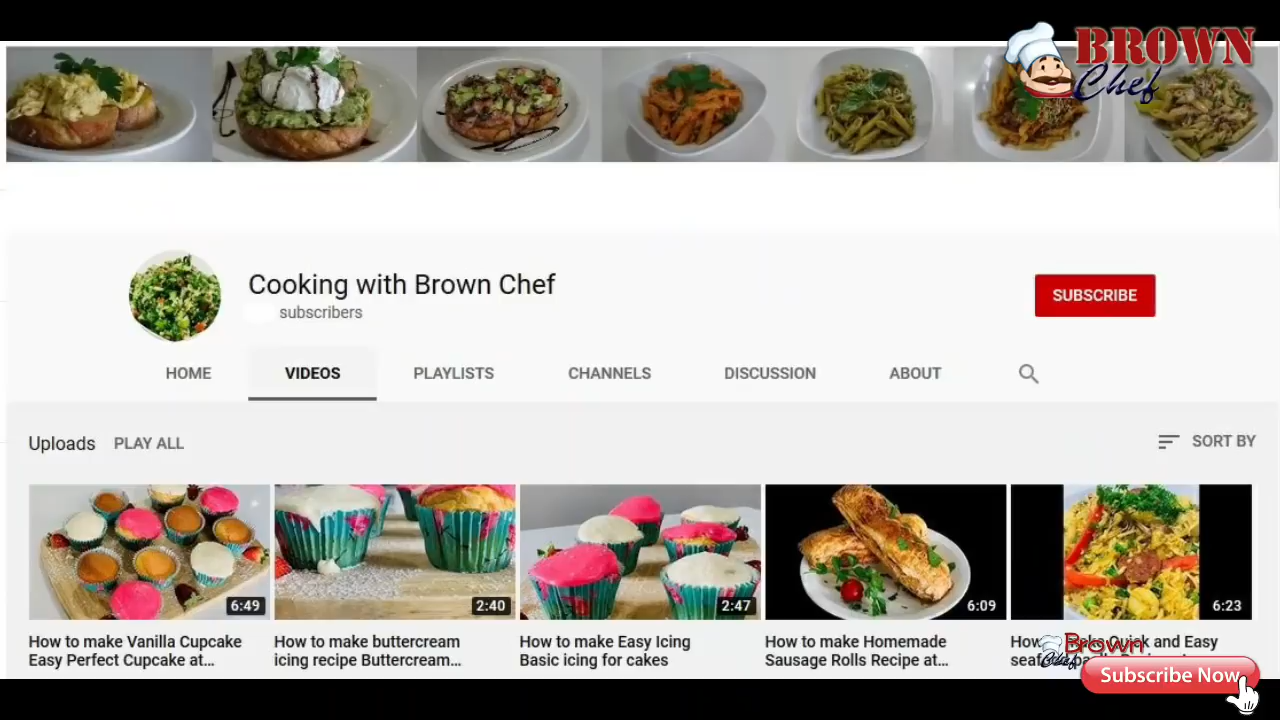 BROWN
Chef
Cooking with Brown Chef
subscribers
SUBSCRIBE
HOME VIDEOS PLAYLISTS CHANNELS DISCUSSION ABOUT
Uploads PLAY ALL SORT BY
6:49 2:40 2:47 6:09 6:23
How to make Vanilla Cupcake
Easy Perfect Cupcake at...
How to make buttercream
icing recipe Buttercream...
How to make Easy Icing
Basic icing for cakes
How to make Homemade
Sausage Rolls Recipe at...
Quick and Easy
Brown
Chef
Subscribe Now